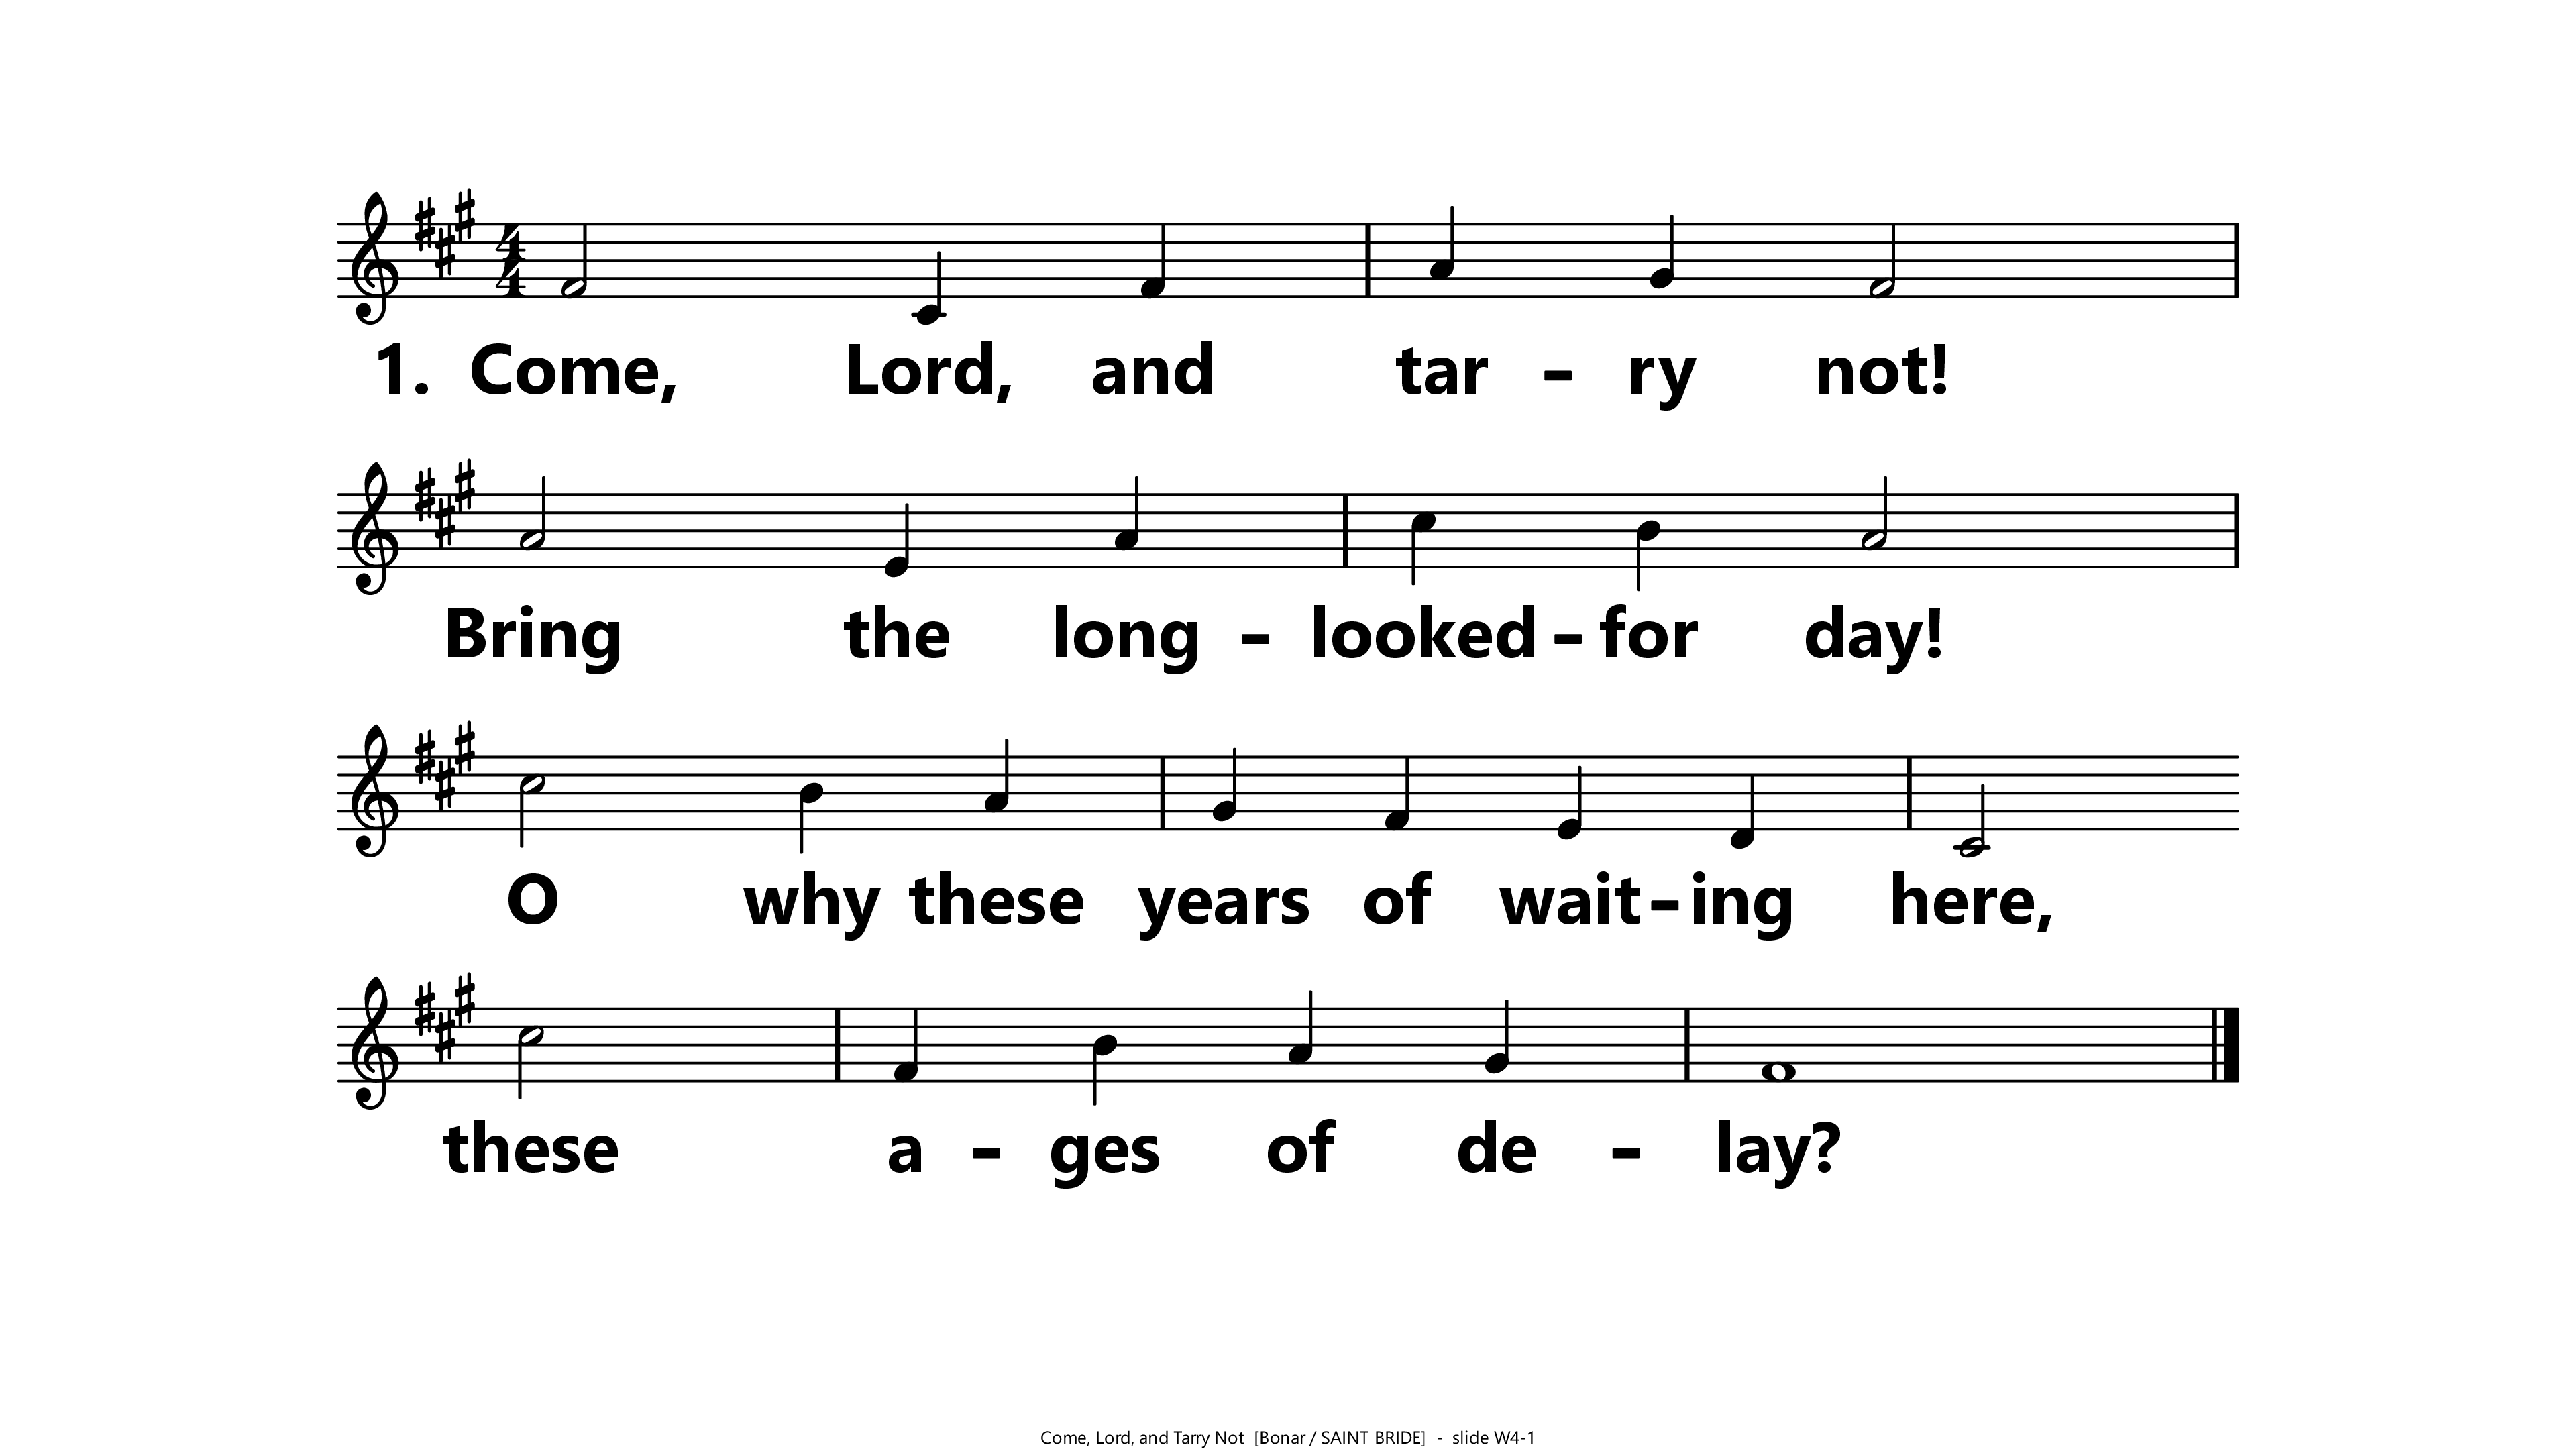 1. Come, Lord, and tar - ry not!
Bring the long - looked - for day!
O why these years of wait - ing here,
these a - ges of de - lay?
Come, Lord, and Tarry Not [Bonar / SAINT BRIDE] - slide W4-1